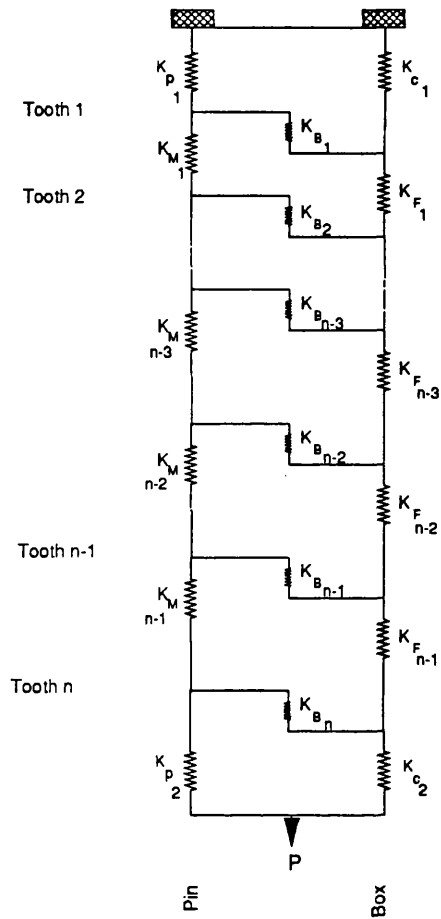 K p 1
K c 1
Tooth 1
K B 1
K M 1
K F 1
Tooth 2
K B 2
K B n-3
K M n-3
K F n-3
K B n-2
K M n-2
K F n-2
Tooth n-1
K B n-1
K M n-1
K F n-1
Tooth n
K B n
K p 2
K c 2
P
Pin
Box